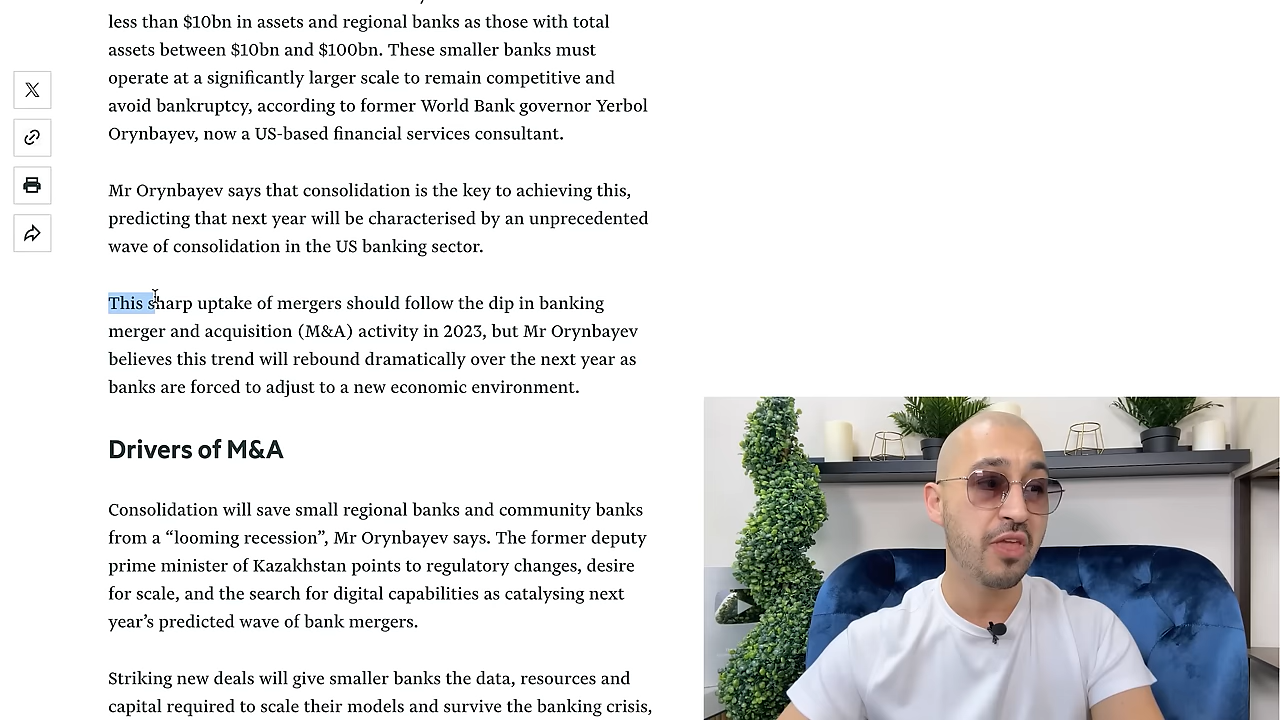 less than $10bn in assets and regional banks as those with total
assets between $10bn and $100bn. These smaller banks must
operate at a significantly larger scale to remain competitive and
avoid bankruptcy, according to former World Bank governor Yerbol
Orynbayev, now a US-based financial services consultant.
Mr Orynbayev says that consolidation is the key to achieving this,
predicting that next year will be characterised by an unprecedented
wave of consolidation in the US banking sector.
This sharp uptake of mergers should follow the dip in banking
merger and acquisition (M&A) activity in 2023, but Mr Orynbayev
believes this trend will rebound dramatically over the next year as
banks are forced to adjust to a new economic environment.
Drivers of M&A
Consolidation will save small regional banks and community banks
from a “looming recession”, Mr Orynbayev says. The former deputy
prime minister of Kazakhstan points to regulatory changes, desire
for scale, and the search for digital capabilities as catalysing next
year’s predicted wave of bank mergers.
Striking new deals will give smaller banks the data, resources and
capital required to scale their models and survive the banking crisis,